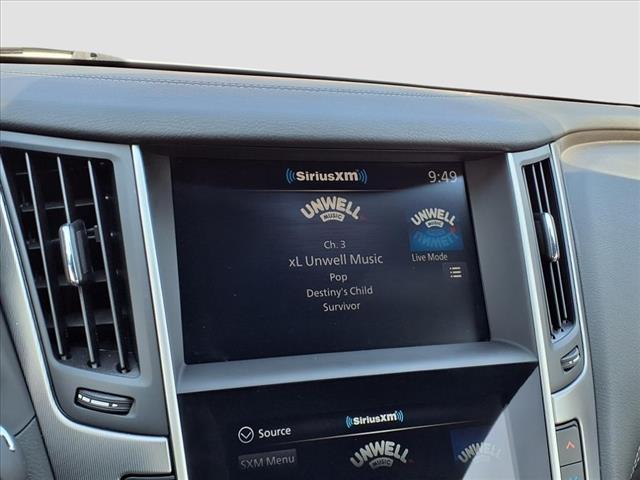 SiriusXM
9:49
UNWELL
MUSIC
UNWELL
MUSIC
Ch. 3
xL Unwell Music
Live Mode
Pop
Destiny's Child
Survivor
SiriusXM
Source
SXM Menu
UNWELL
MUSIC
UNWELL